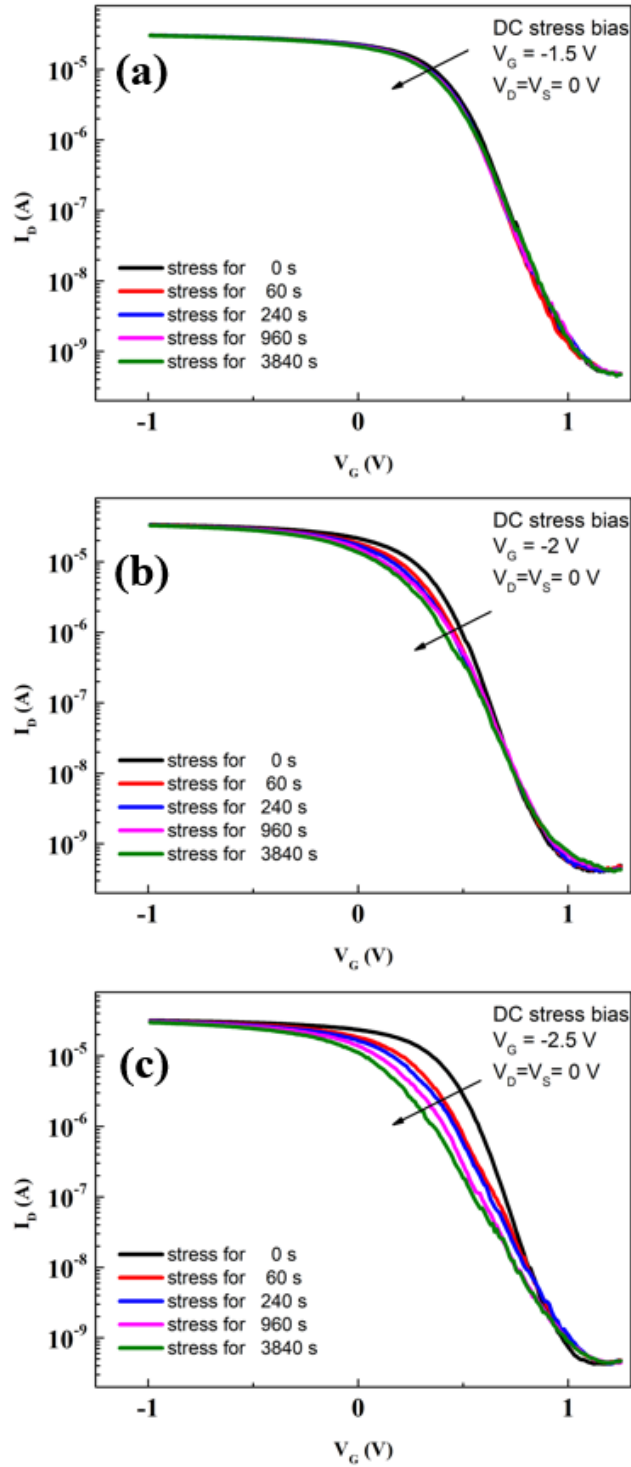 (a)
DC stress bias
V_G = -1.5 V
V_D=V_S= 0 V
10^-5
10^-6
10^-7
10^-8
10^-9
I_D (A)
stress for 0 s
stress for 60 s
stress for 240 s
stress for 960 s
stress for 3840 s
-1 0 1
V_G (V)
(b)
DC stress bias
V_G = -2 V
V_D=V_S= 0 V
10^-5
10^-6
10^-7
10^-8
10^-9
I_D (A)
stress for 0 s
stress for 60 s
stress for 240 s
stress for 960 s
stress for 3840 s
-1 0 1
V_G (V)
(c)
DC stress bias
V_G = -2.5 V
V_D=V_S= 0 V
10^-5
10^-6
10^-7
10^-8
10^-9
I_D (A)
stress for 0 s
stress for 60 s
stress for 240 s
stress for 960 s
stress for 3840 s
-1 0 1
V_G (V)